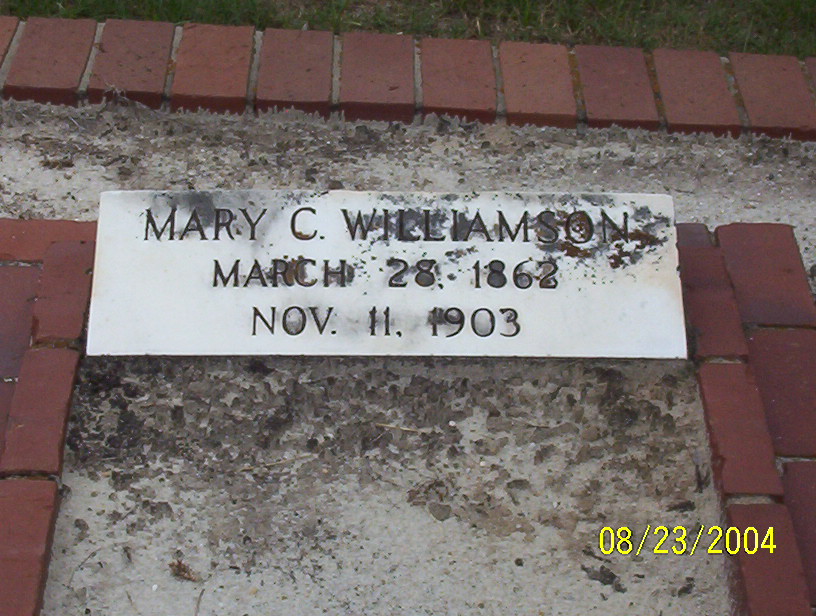 MARY C. WILLIAMSON
MARCH 28, 1862
NOV. 11, 1903
08/23/2004